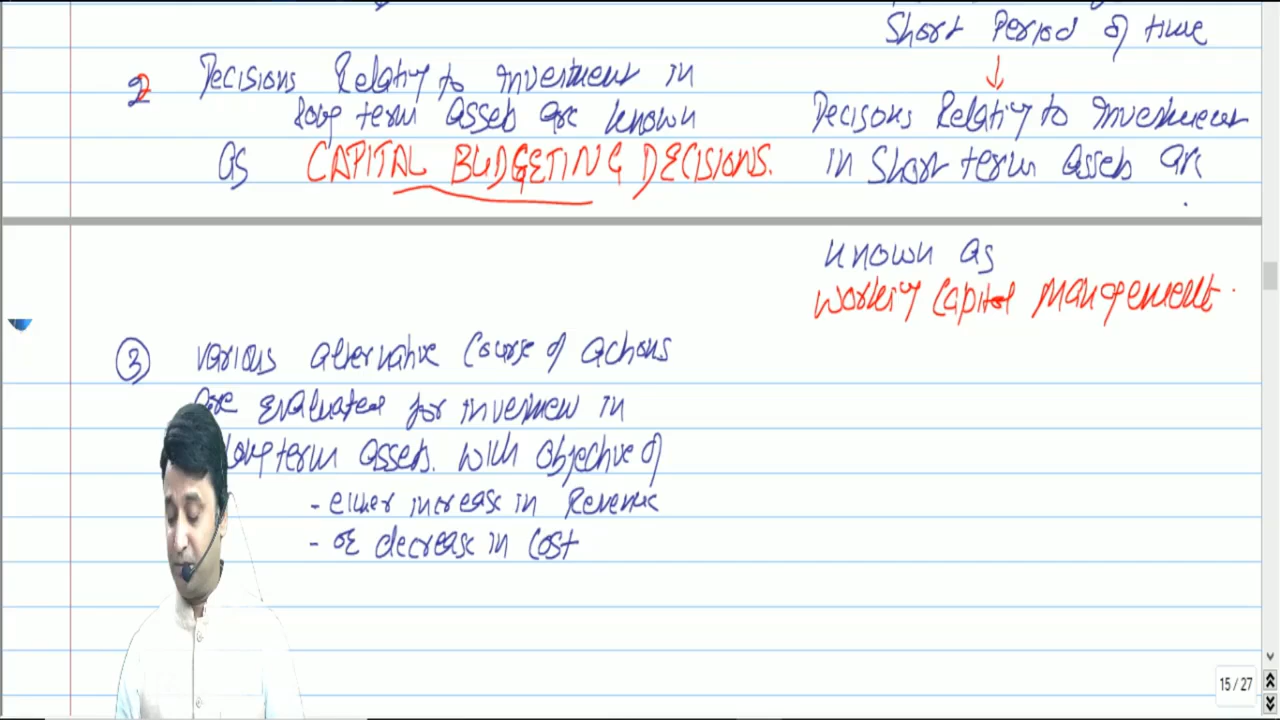 Short Period of time
2 Decisions Relating to Investment in
long term assets are known
as CAPITAL BUDGETING DECISIONS.
↓
Decisions Relating to Investment
in Short term assets are
known as
Working Capital Management.
③ various alternative Course of actions
are evaluated for investment in
long term assets. with objective of
- either increase in Revenue
- or decrease in Cost
15 / 27